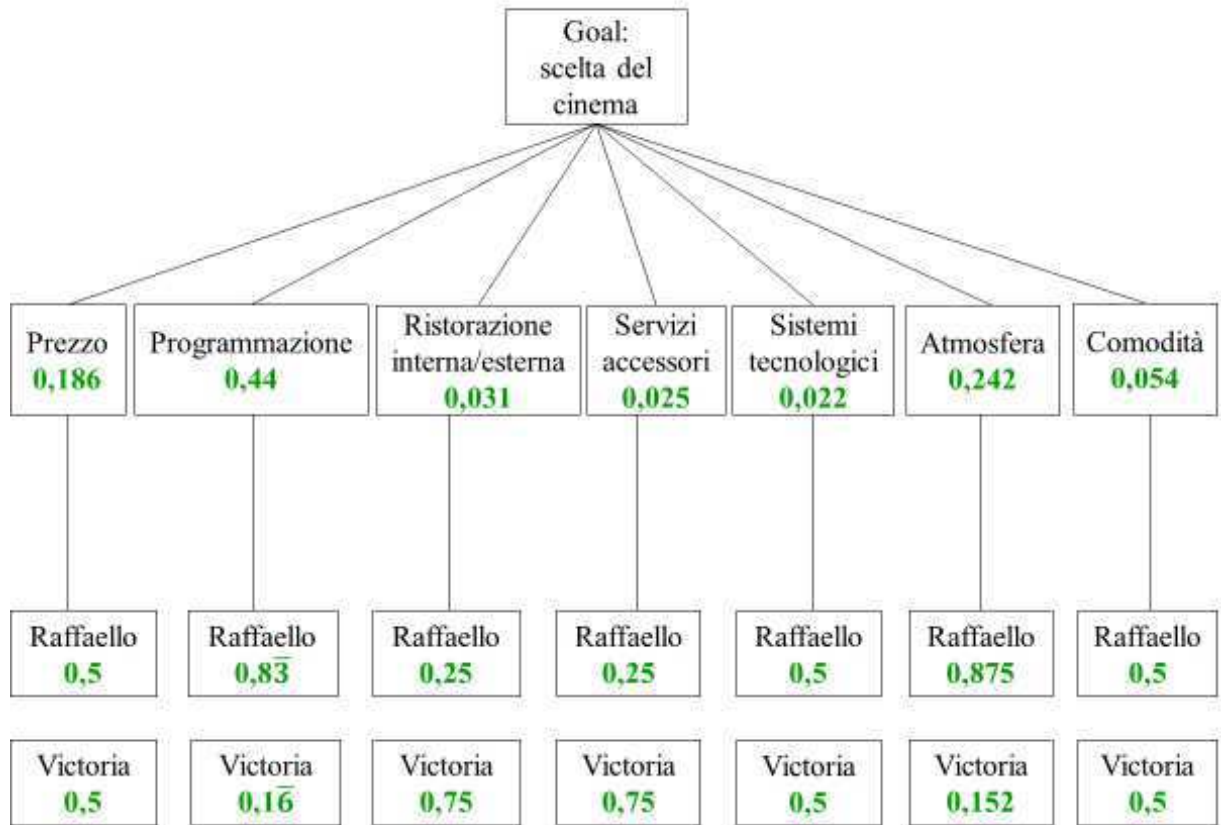 Goal:
scelta del
cinema
Prezzo
0,186
Programmazione
0,44
Ristorazione
interna/esterna
0,031
Servizi
accessori
0,025
Sistemi
tecnologici
0,022
Atmosfera
0,242
Comodità
0,054
Raffaello
0,5
Raffaello
0,83̅
Raffaello
0,25
Raffaello
0,25
Raffaello
0,5
Raffaello
0,875
Raffaello
0,5
Victoria
0,5
Victoria
0,16̅
Victoria
0,75
Victoria
0,75
Victoria
0,5
Victoria
0,152
Victoria
0,5